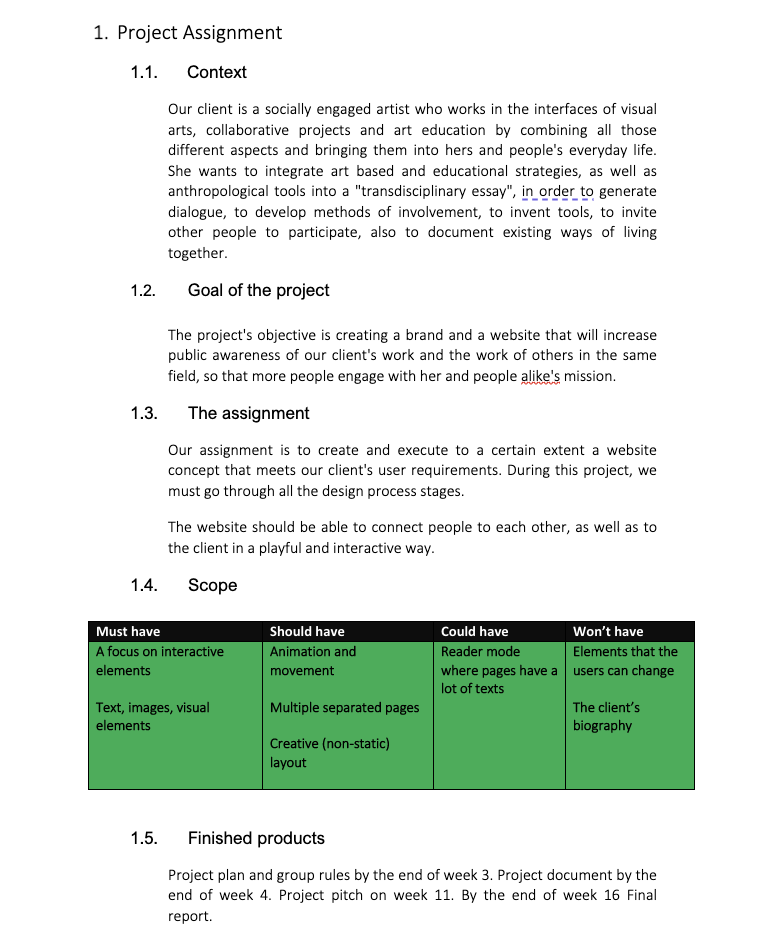 1. Project Assignment
1.1. Context
Our client is a socially engaged artist who works in the interfaces of visual
arts, collaborative projects and art education by combining all those
different aspects and bringing them into hers and people's everyday life.
She wants to integrate art based and educational strategies, as well as
anthropological tools into a "transdisciplinary essay", in order to generate
dialogue, to develop methods of involvement, to invent tools, to invite
other people to participate, also to document existing ways of living
together.
1.2. Goal of the project
The project's objective is creating a brand and a website that will increase
public awareness of our client's work and the work of others in the same
field, so that more people engage with her and people alike's mission.
1.3. The assignment
Our assignment is to create and execute to a certain extent a website
concept that meets our client's user requirements. During this project, we
must go through all the design process stages.
The website should be able to connect people to each other, as well as to
the client in a playful and interactive way.
1.4. Scope
Must have
A focus on interactive
elements
Text, images, visual
elements
Should have
Animation and
movement
Multiple separated pages
Creative (non-static)
layout
Could have
Reader mode
where pages have a
lot of texts
Won't have
Elements that the
users can change
The client's
biography
1.5. Finished products
Project plan and group rules by the end of week 3. Project document by the
end of week 4. Project pitch on week 11. By the end of week 16 Final
report.